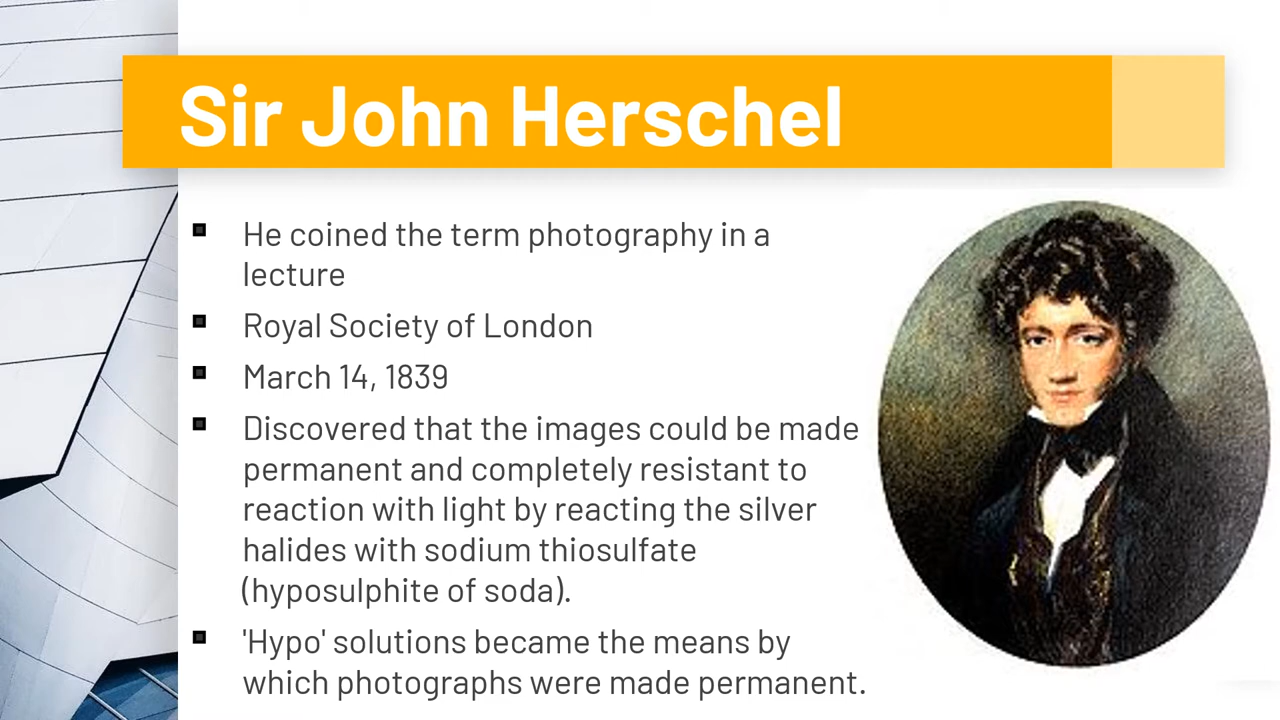 Sir John Herschel
He coined the term photography in a
lecture
Royal Society of London
March 14, 1839
Discovered that the images could be made
permanent and completely resistant to
reaction with light by reacting the silver
halides with sodium thiosulfate
(hyposulphite of soda).
'Hypo' solutions became the means by
which photographs were made permanent.